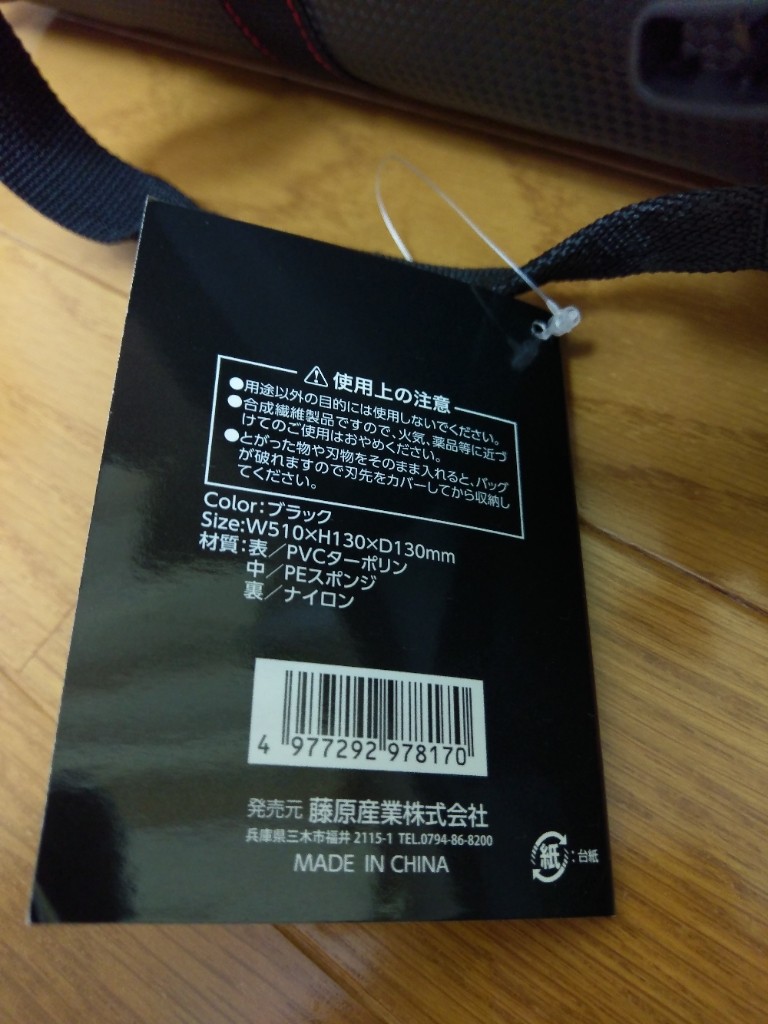 ⚠使用上の注意
●用途以外の目的には使用しないでください。
●合成繊維製品ですので、火気、薬品等に近づ
けてのご使用はおやめください。
●とがった物や刃物をそのまま入れると、バッグ
が破れますので刃先をカバーしてから収納し
てください。
Color：ブラック
Size:W510×H130×D130mm
材質：表／PVCターポリン
中／PEスポンジ
裏／ナイロン
4 977292 978170
発売元 藤原産業株式会社
兵庫県三木市福井 2115-1 TEL.0794-86-8200
MADE IN CHINA
紙：台紙